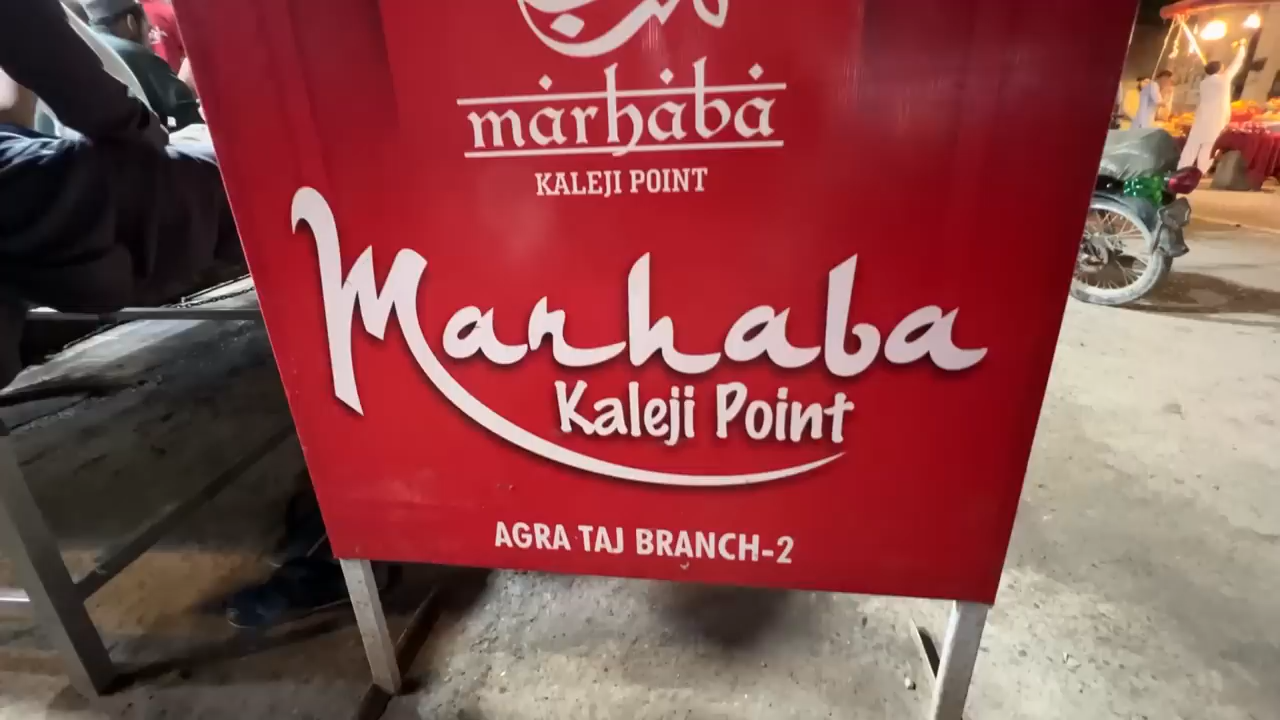 marhaba
KALEJI POINT
Marhaba
Kaleji Point
AGRA TAJ BRANCH-2